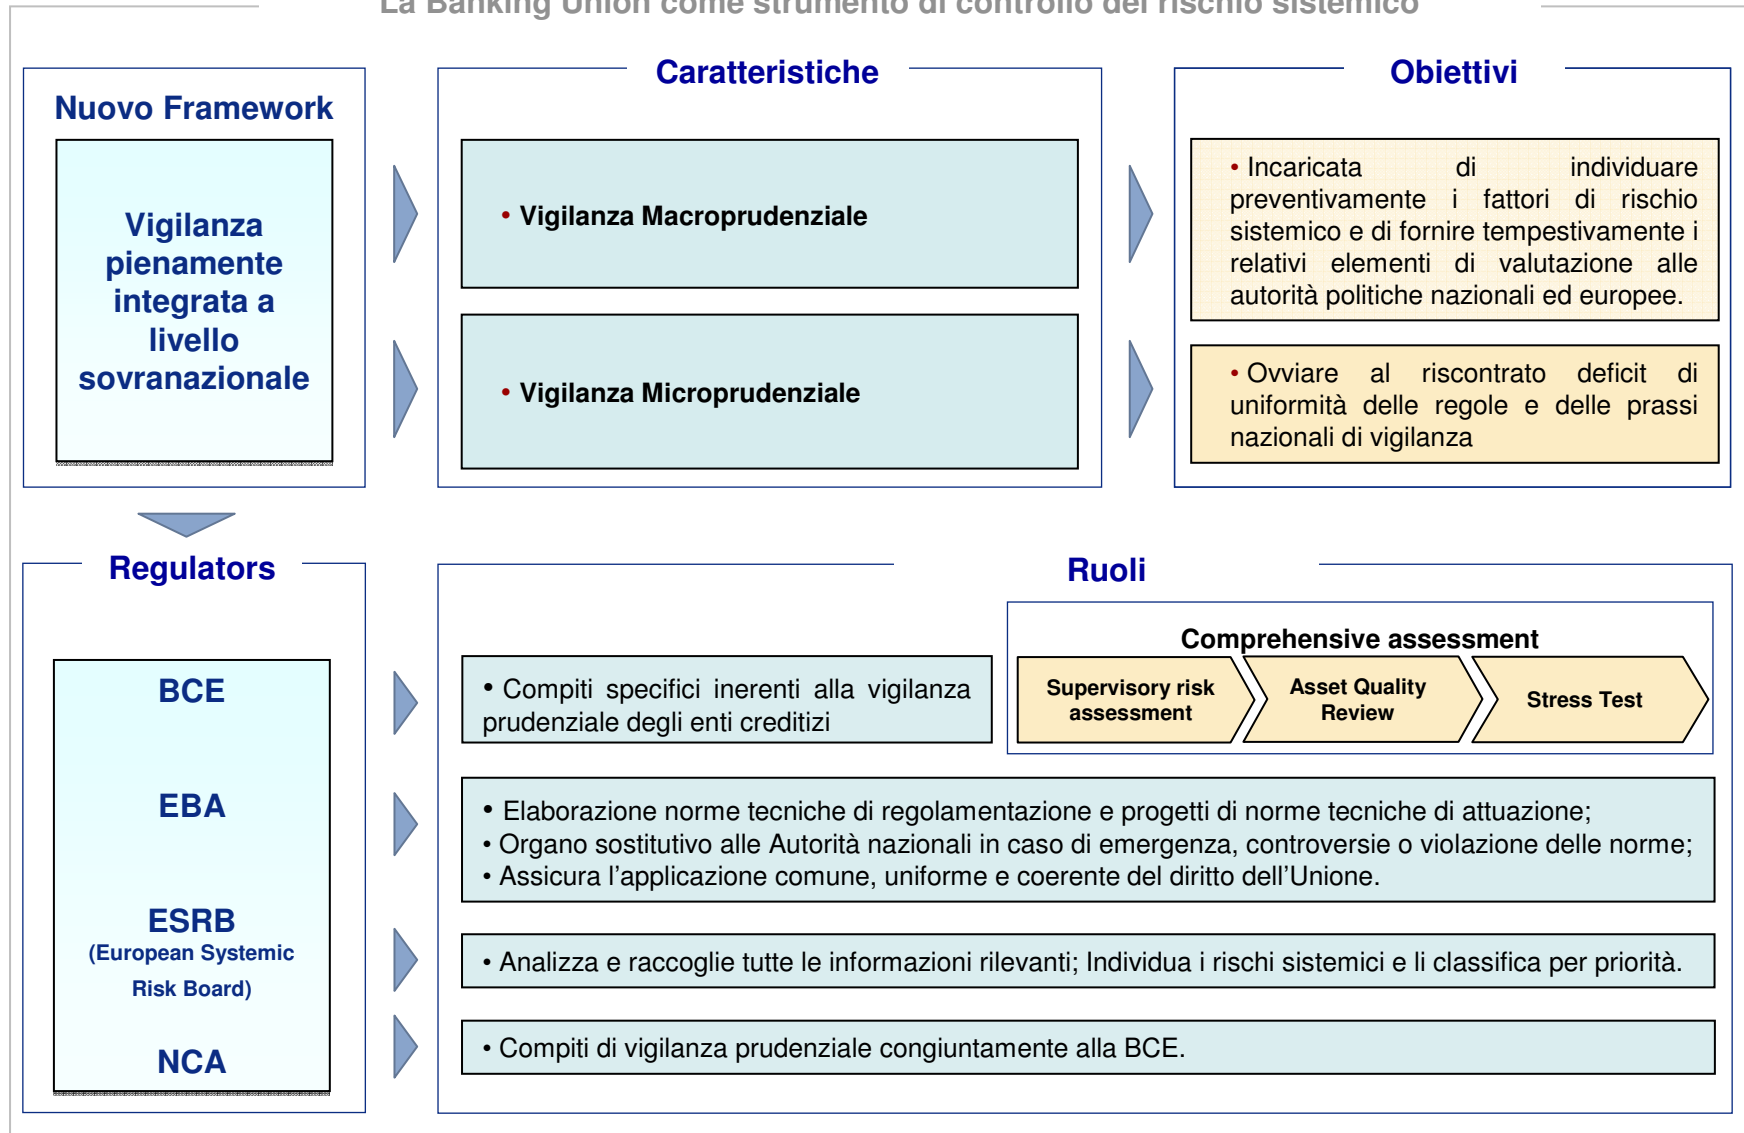 La Banking Union come strumento di controllo del rischio sistemico
Nuovo Framework
Vigilanza
pienamente
integrata a
livello
sovranazionale
Caratteristiche
• Vigilanza Macroprudenziale
• Vigilanza Microprudenziale
Obiettivi
• Incaricata di individuare
preventivamente i fattori di rischio
sistemico e di fornire tempestivamente i
relativi elementi di valutazione alle
autorità politiche nazionali ed europee.
• Ovviare al riscontrato deficit di
uniformità delle regole e delle prassi
nazionali di vigilanza
Regulators
BCE
EBA
ESRB
(European Systemic
Risk Board)
NCA
Ruoli
• Compiti specifici inerenti alla vigilanza
prudenziale degli enti creditizi
Comprehensive assessment
Supervisory risk
assessment
Asset Quality
Review
Stress Test
• Elaborazione norme tecniche di regolamentazione e progetti di norme tecniche di attuazione;
• Organo sostitutivo alle Autorità nazionali in caso di emergenza, controversie o violazione delle norme;
• Assicura l’applicazione comune, uniforme e coerente del diritto dell’Unione.
• Analizza e raccoglie tutte le informazioni rilevanti; Individua i rischi sistemici e li classifica per priorità.
• Compiti di vigilanza prudenziale congiuntamente alla BCE.